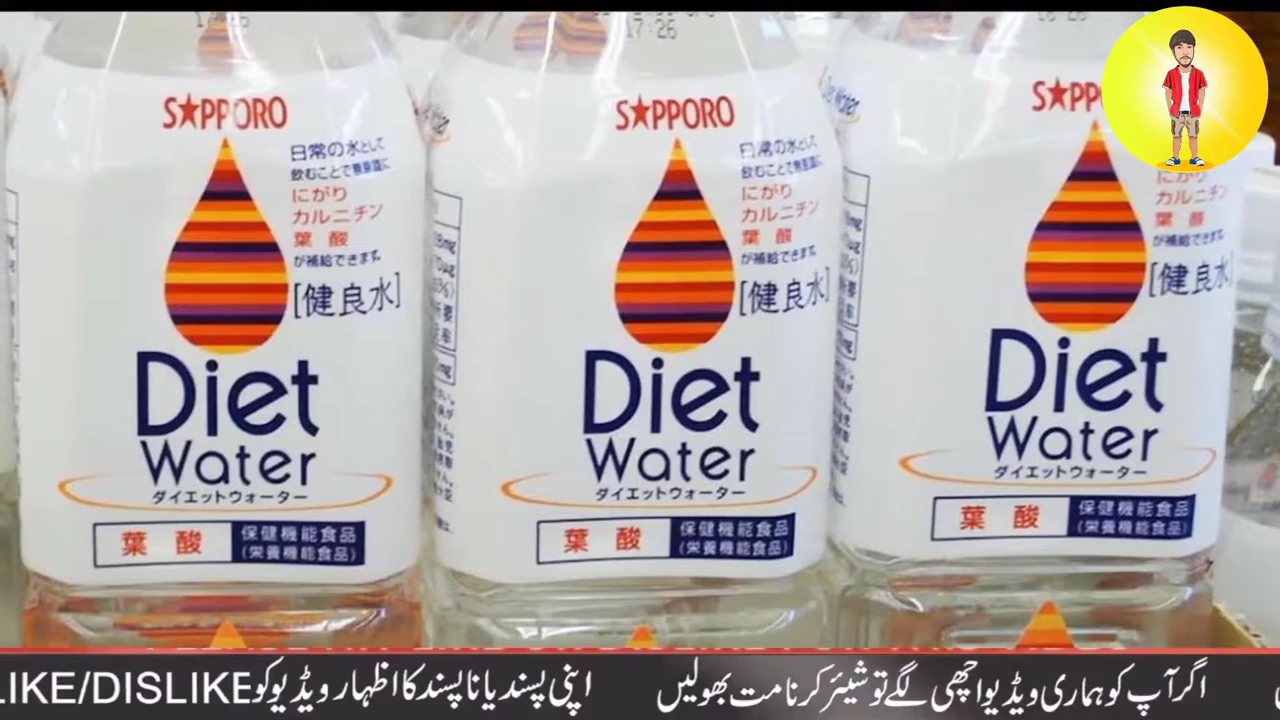 17:26
17:26
SAPPORO
日常の水として
飲むことで無理なく
にがり
カルニチン
葉酸
が補給できます。
[健良水]
Diet
Water
ダイエットウォーター
葉酸
保健機能食品
(栄養機能食品)
SAPPORO
日常の水として
飲むことで無理なく
にがり
カルニチン
葉酸
が補給できます。
[健良水]
Diet
Water
ダイエットウォーター
葉酸
保健機能食品
(栄養機能食品)
にがり
カルニチン
葉酸
が補給できます。
[健良水]
Diet
Water
ダイエットウォーター
葉酸
保健機能食品
(栄養機能食品)
اگر آپ کو ہماری ویڈیو اچھی لگے تو شیئر کرنا مت بھولیں
اپنی پسند یا نا پسند کا اظہار ویڈیو کو LIKE/DISLIKE